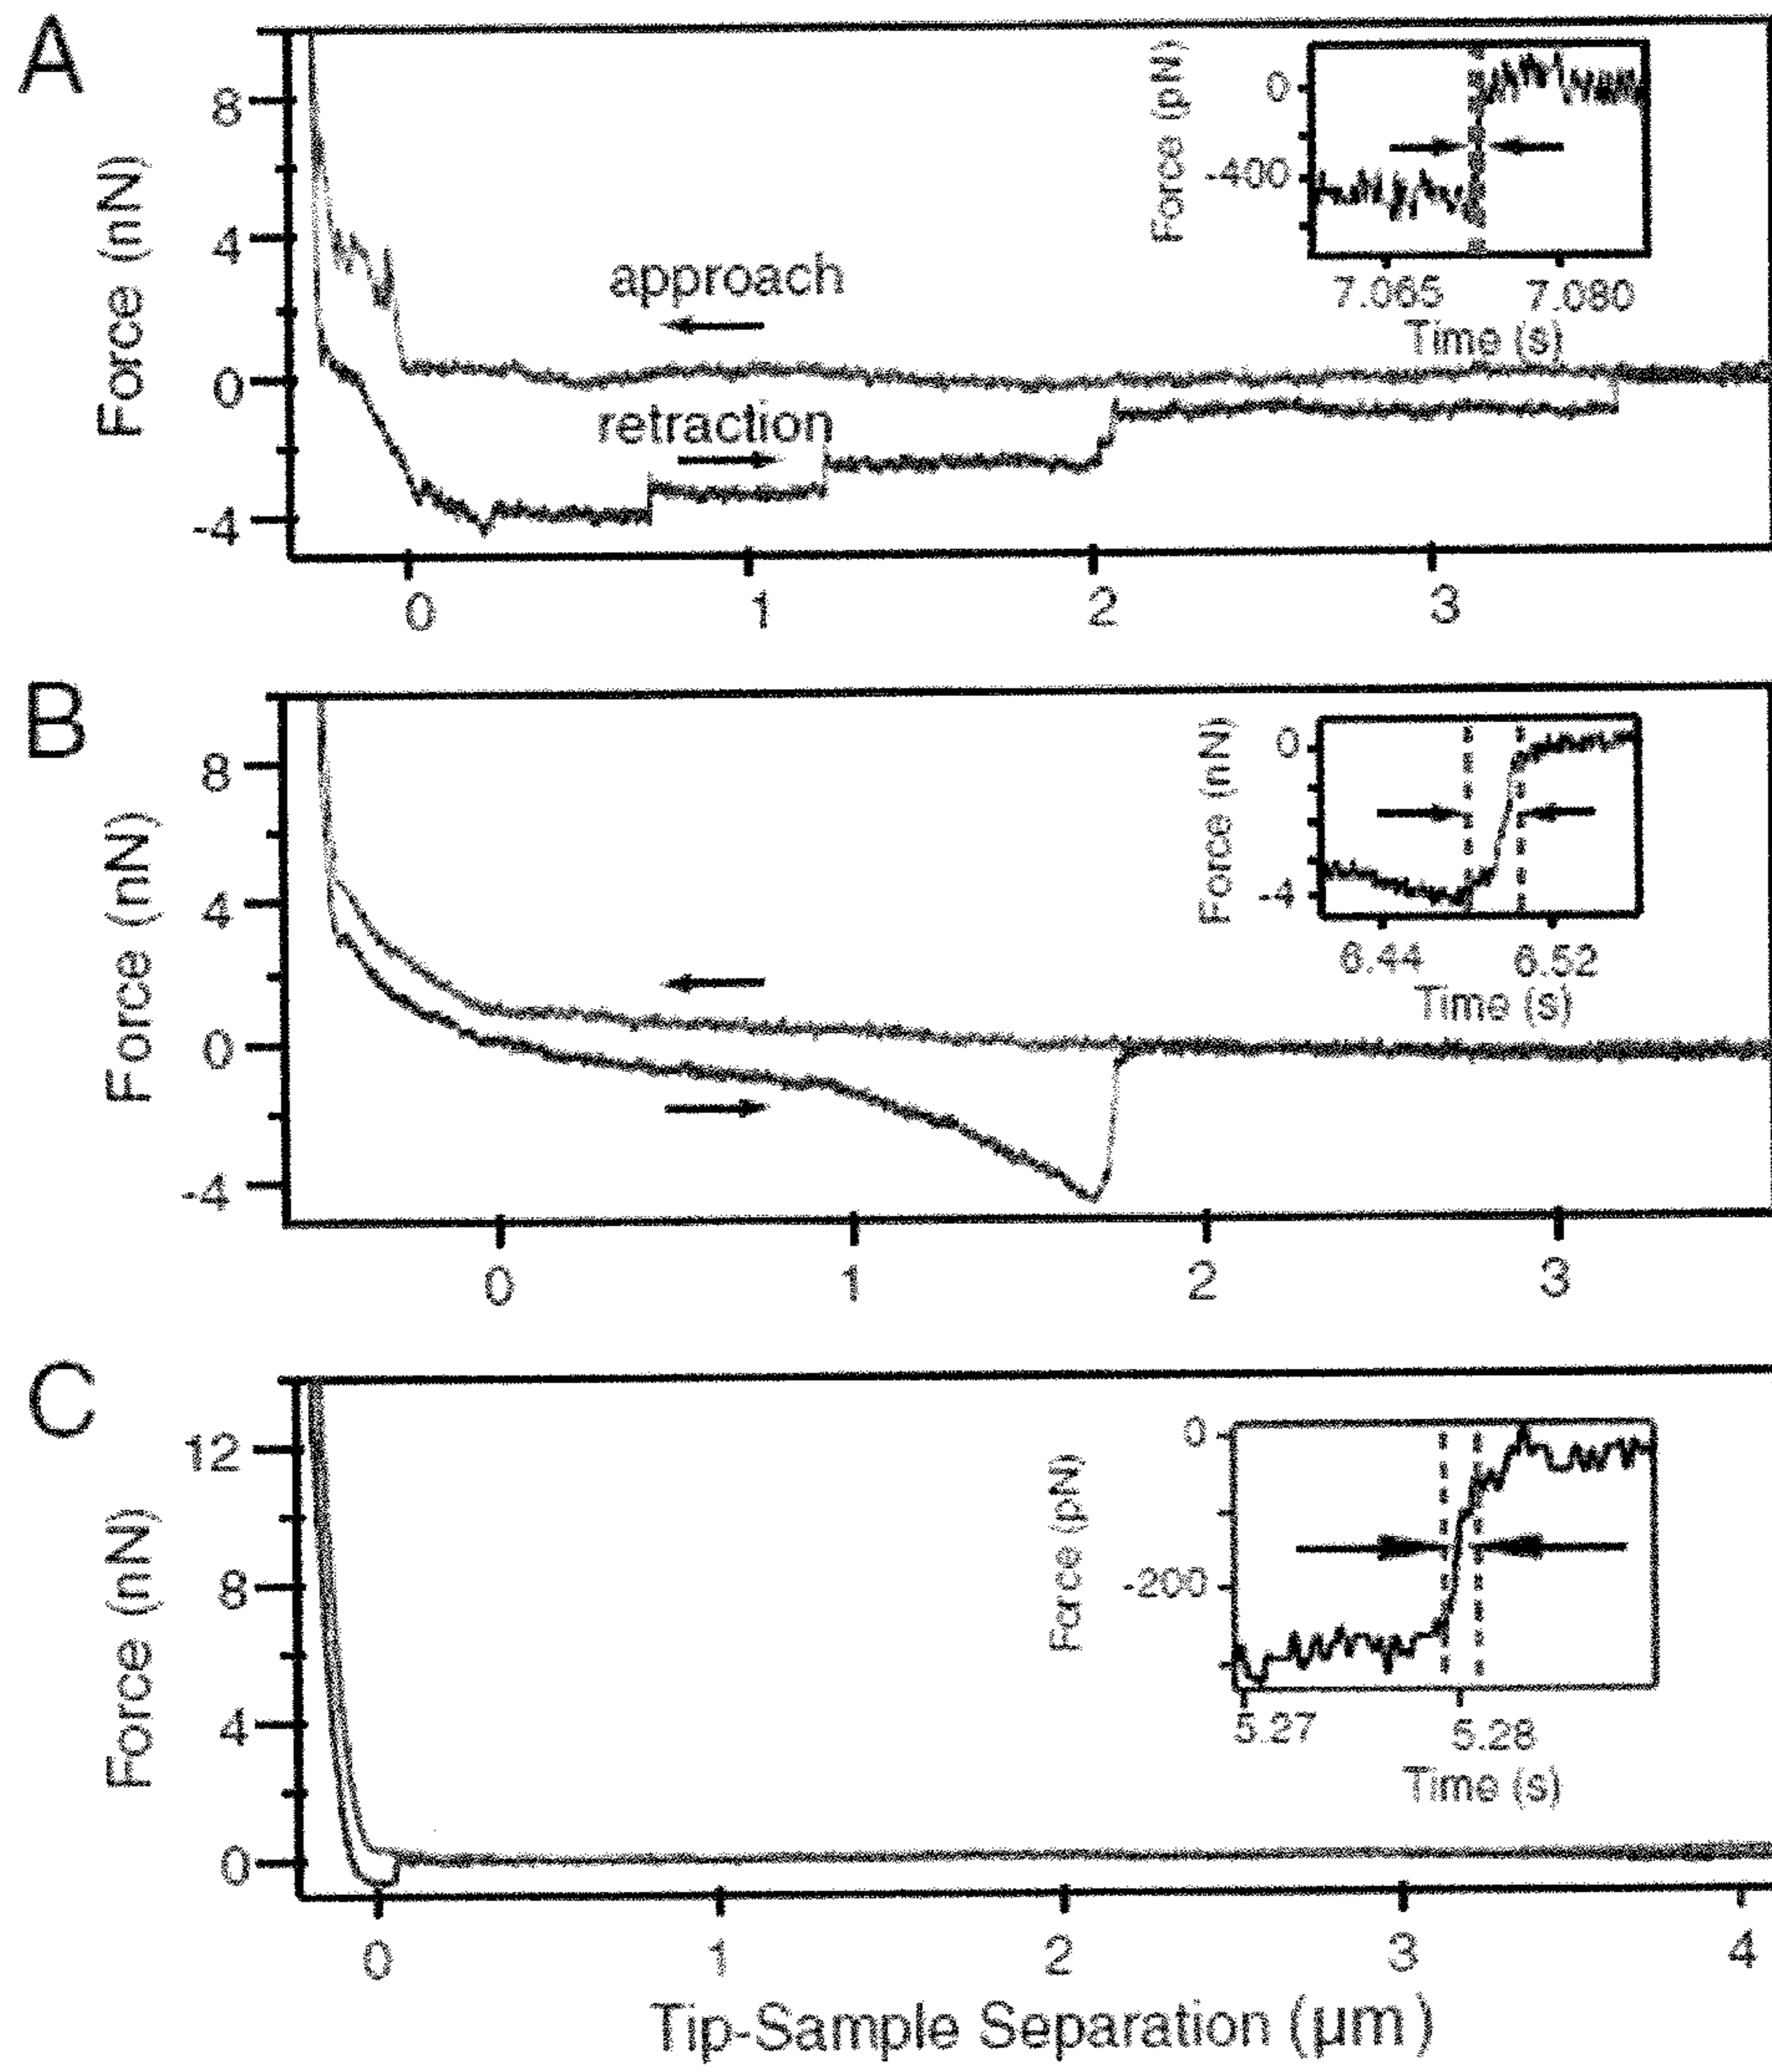 A
Force (nN)
8
4
0
-4
approach
retraction
Force (pN)
0
-400
7.065
7.080
Time (s)
0
1
2
3
B
Force (nN)
8
4
0
-4
Force (nN)
0
-4
6.44
6.52
Time (s)
0
1
2
3
C
Force (nN)
12
8
4
0
Force (pN)
0
-200
5.27
5.28
Time (s)
0
1
2
3
4
Tip-Sample Separation (µm)